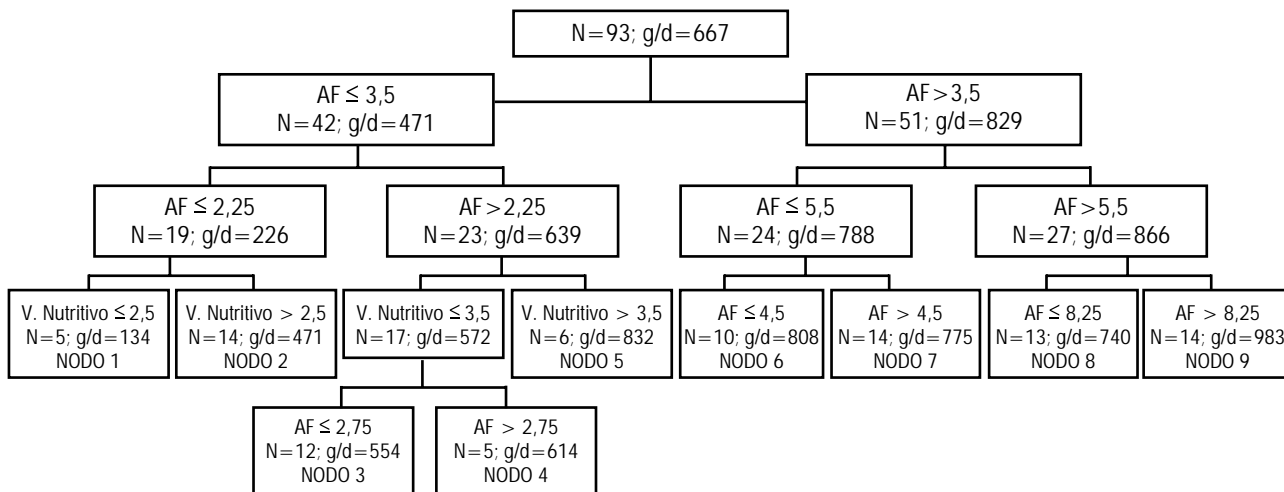 N=93; g/d=667
AF ≤ 3,5
N=42; g/d=471
AF > 3,5
N=51; g/d=829
AF ≤ 2,25
N=19; g/d=226
AF > 2,25
N=23; g/d=639
AF ≤ 5,5
N=24; g/d=788
AF > 5,5
N=27; g/d=866
V. Nutritivo ≤ 2,5
N=5; g/d=134
NODO 1
V. Nutritivo > 2,5
N=14; g/d=471
NODO 2
V. Nutritivo ≤ 3,5
N=17; g/d=572
V. Nutritivo > 3,5
N=6; g/d=832
NODO 5
AF ≤ 4,5
N=10; g/d=808
NODO 6
AF > 4,5
N=14; g/d=775
NODO 7
AF ≤ 8,25
N=13; g/d=740
NODO 8
AF > 8,25
N=14; g/d=983
NODO 9
AF ≤ 2,75
N=12; g/d=554
NODO 3
AF > 2,75
N=5; g/d=614
NODO 4